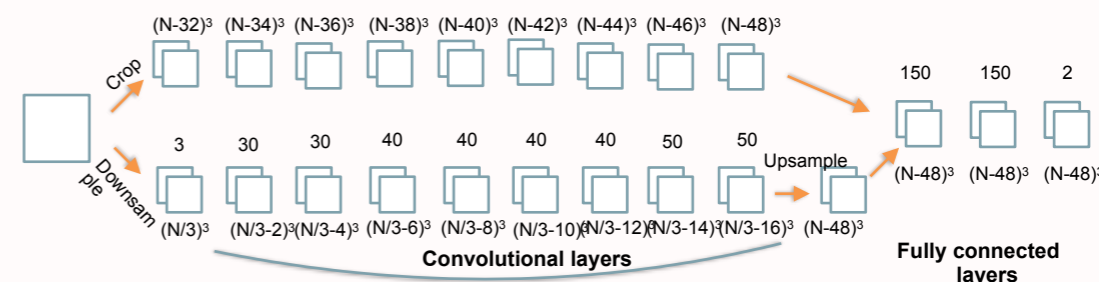 (N-32)³ (N-34)³ (N-36)³ (N-38)³ (N-40)³ (N-42)³ (N-44)³ (N-46)³ (N-48)³
Crop
150 150 2
3 30 30 40 40 40 40 50 50
Upsample
Downsam
ple
(N-48)³ (N-48)³ (N-48)³
(N/3)³ (N/3-2)³ (N/3-4)³ (N/3-6)³ (N/3-8)³ (N/3-10)³ (N/3-12)³ (N/3-14)³ (N/3-16)³ (N-48)³
Convolutional layers
Fully connected
layers